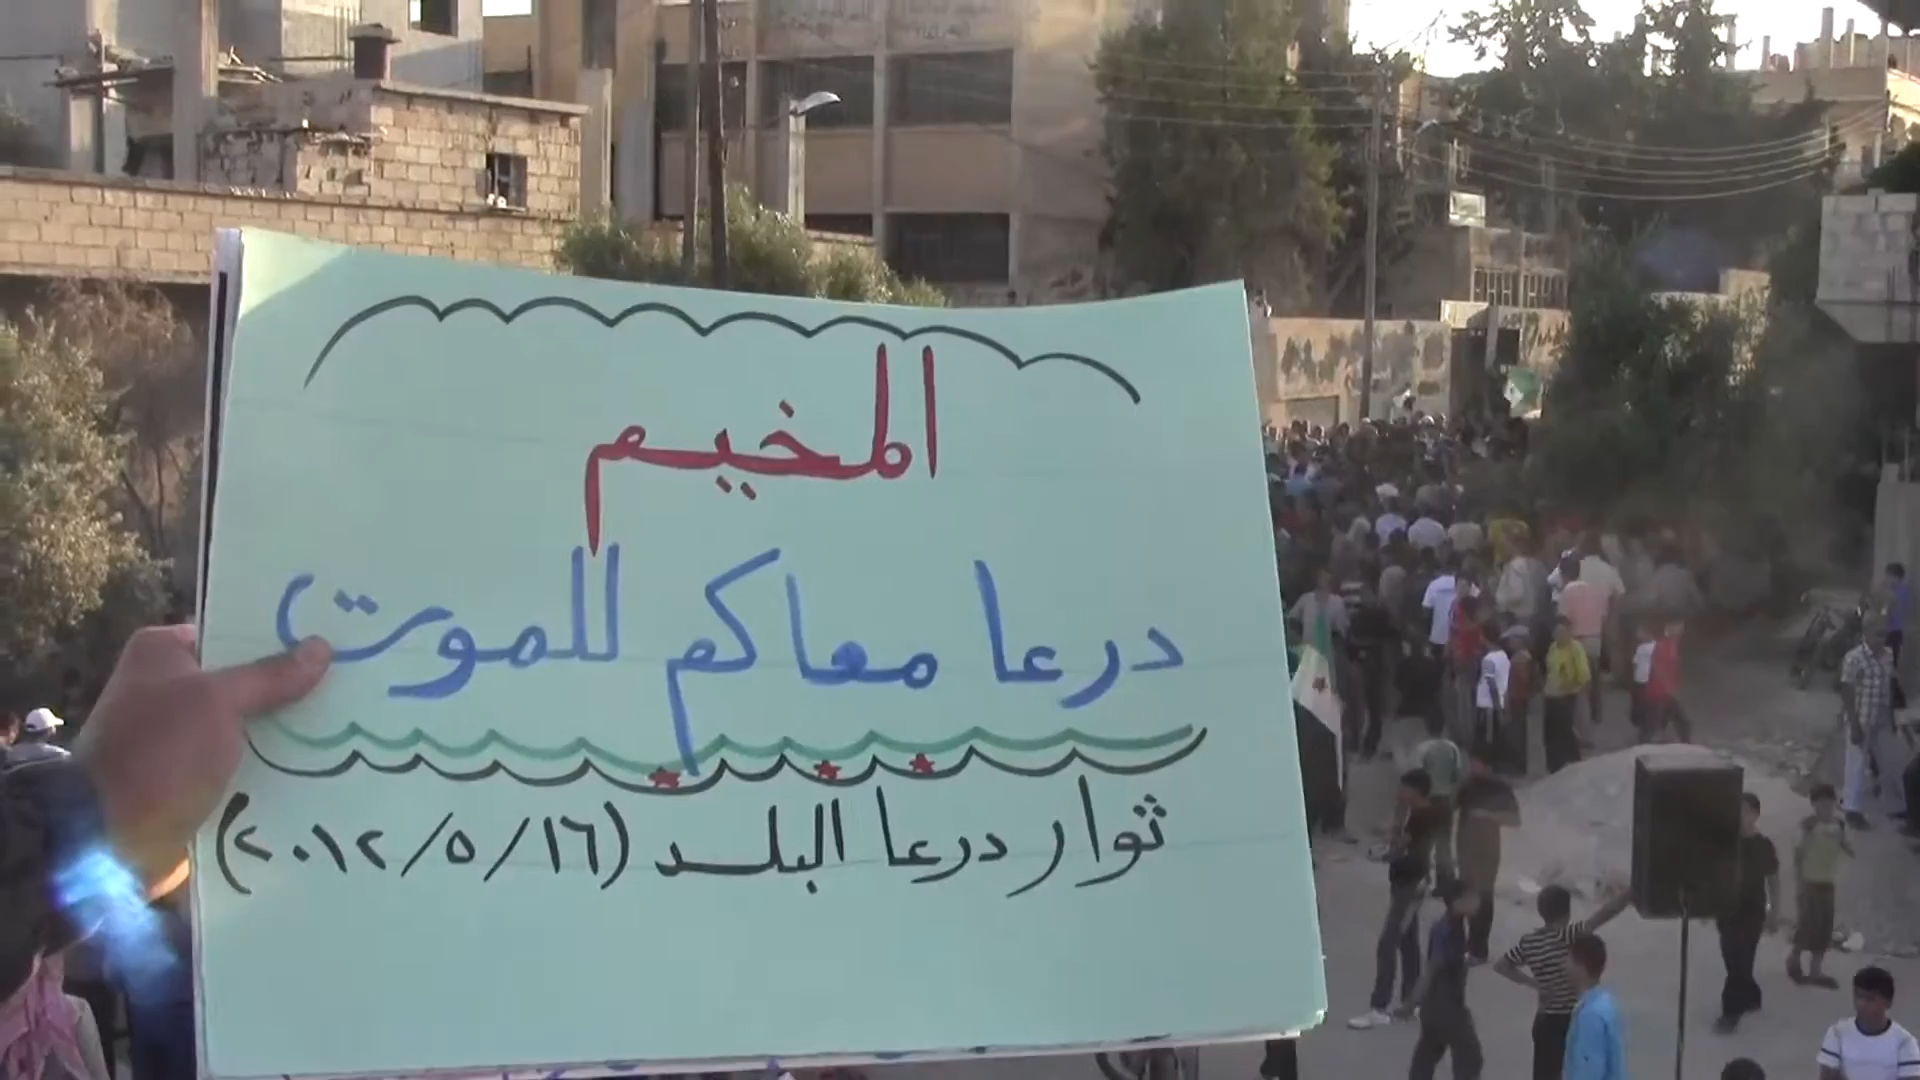 المخيم
درعا معاكم للموت
ثوار درعا البلد (١٦/٥/٢٠١٢)